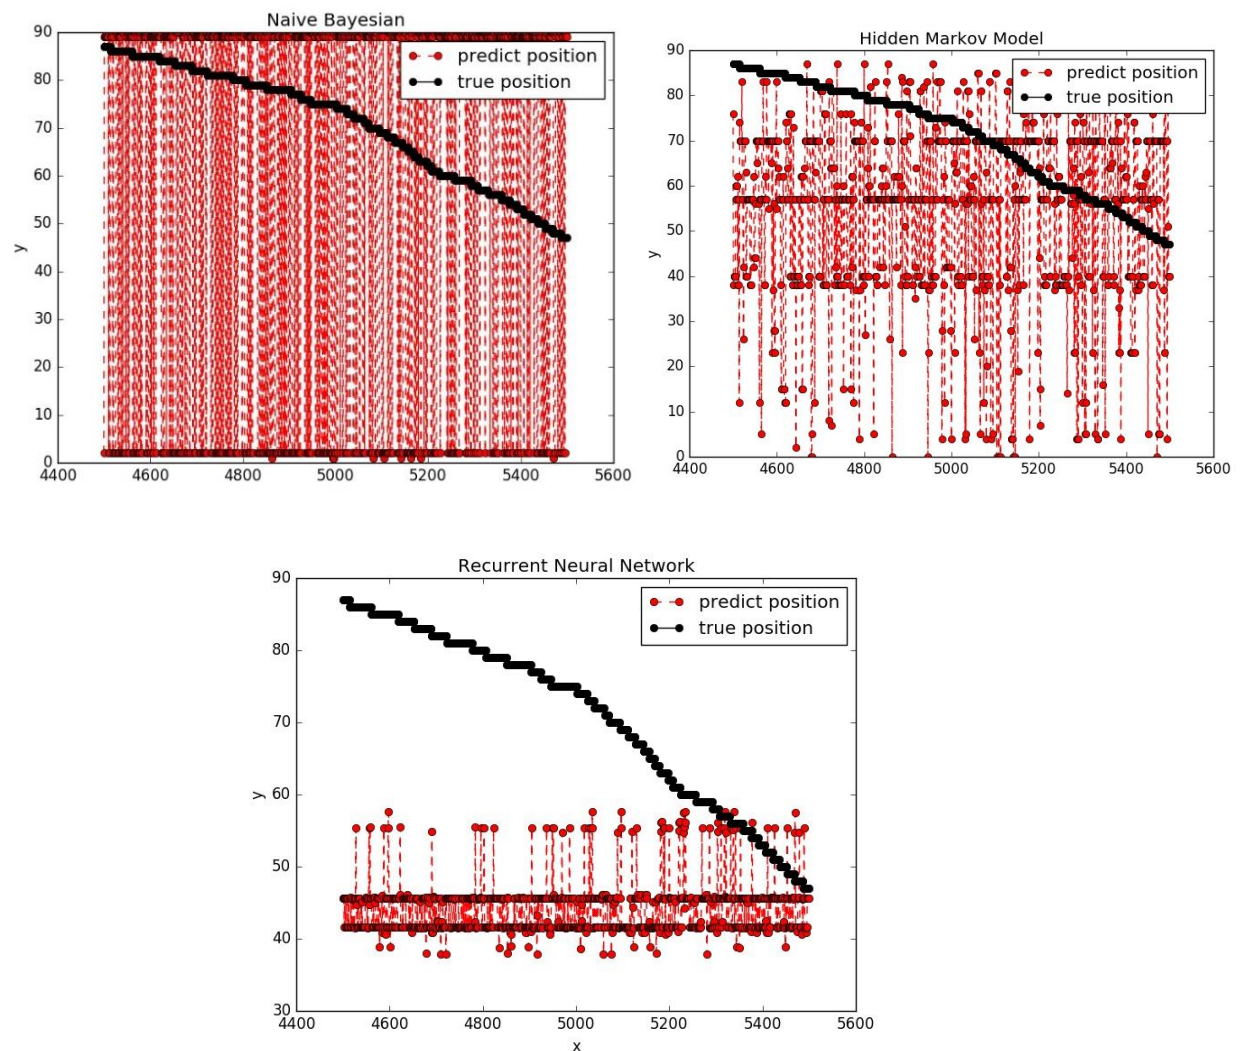 Naive Bayesian
90
80
70
60
50
40
30
20
10
0
y
predict position
true position
4400 4600 4800 5000 5200 5400 5600
Hidden Markov Model
90
80
70
60
50
40
30
20
10
0
y
predict position
true position
4400 4600 4800 5000 5200 5400 5600
Recurrent Neural Network
90
80
70
60
50
40
30
y
predict position
true position
4400 4600 4800 5000 5200 5400 5600
x